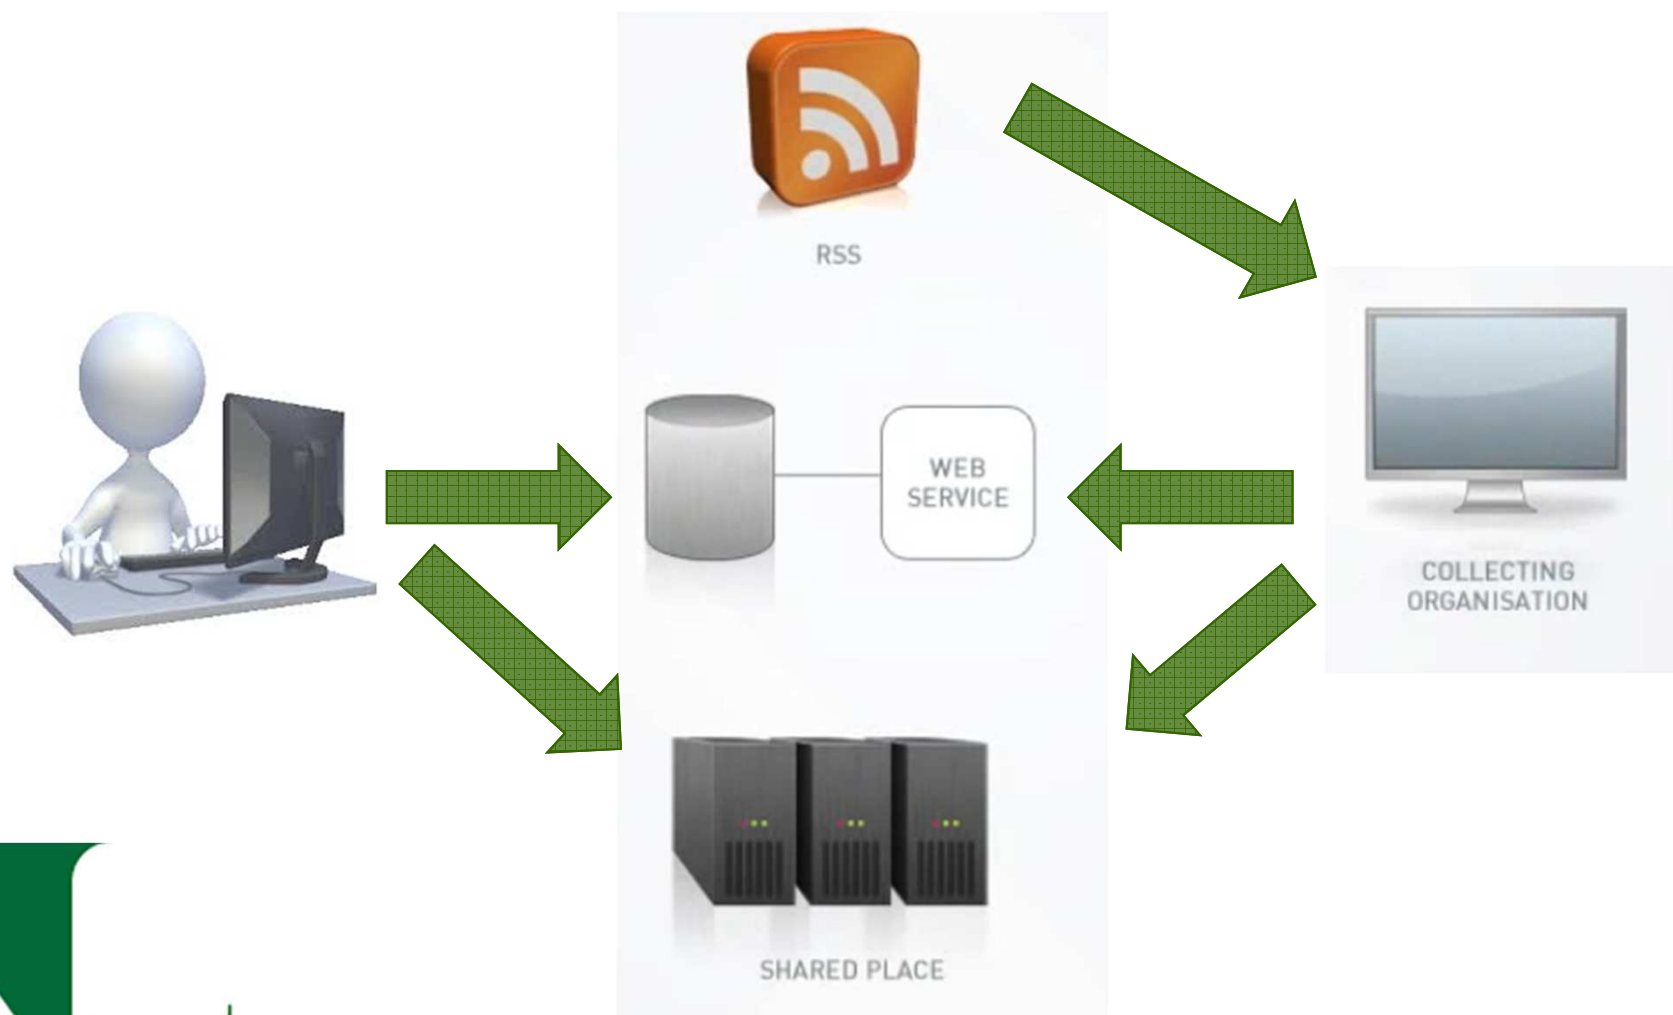 RSS
WEB
SERVICE
COLLECTING
ORGANISATION
SHARED PLACE